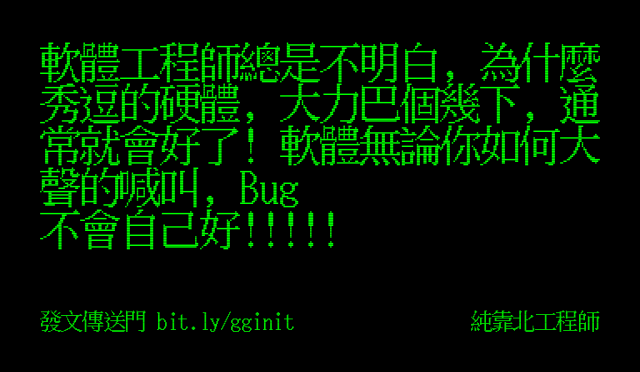 軟體工程師總是不明白, 為什麼
秀逗的硬體, 大力巴個幾下, 通
常就會好了! 軟體無論你如何大
聲的喊叫, Bug
不會自己好!!!!!
發文傳送門 bit.ly/gginit
純靠北工程師